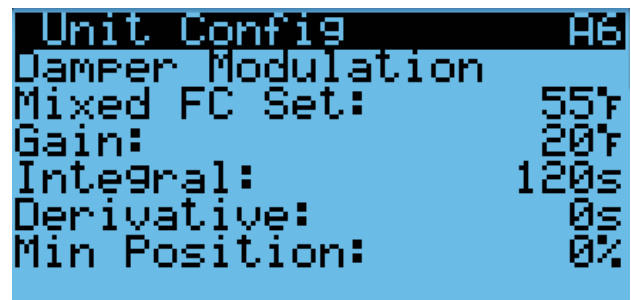 Unit Config A6
Damper Modulation
Mixed FC Set: 55°F
Gain: 20°F
Integral: 120s
Derivative: 0s
Min Position: 0%